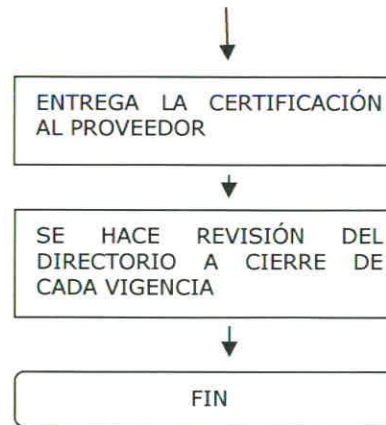 ENTREGA LA CERTIFICACIÓN
AL PROVEEDOR
SE HACE REVISIÓN DEL
DIRECTORIO A CIERRE DE
CADA VIGENCIA
FIN